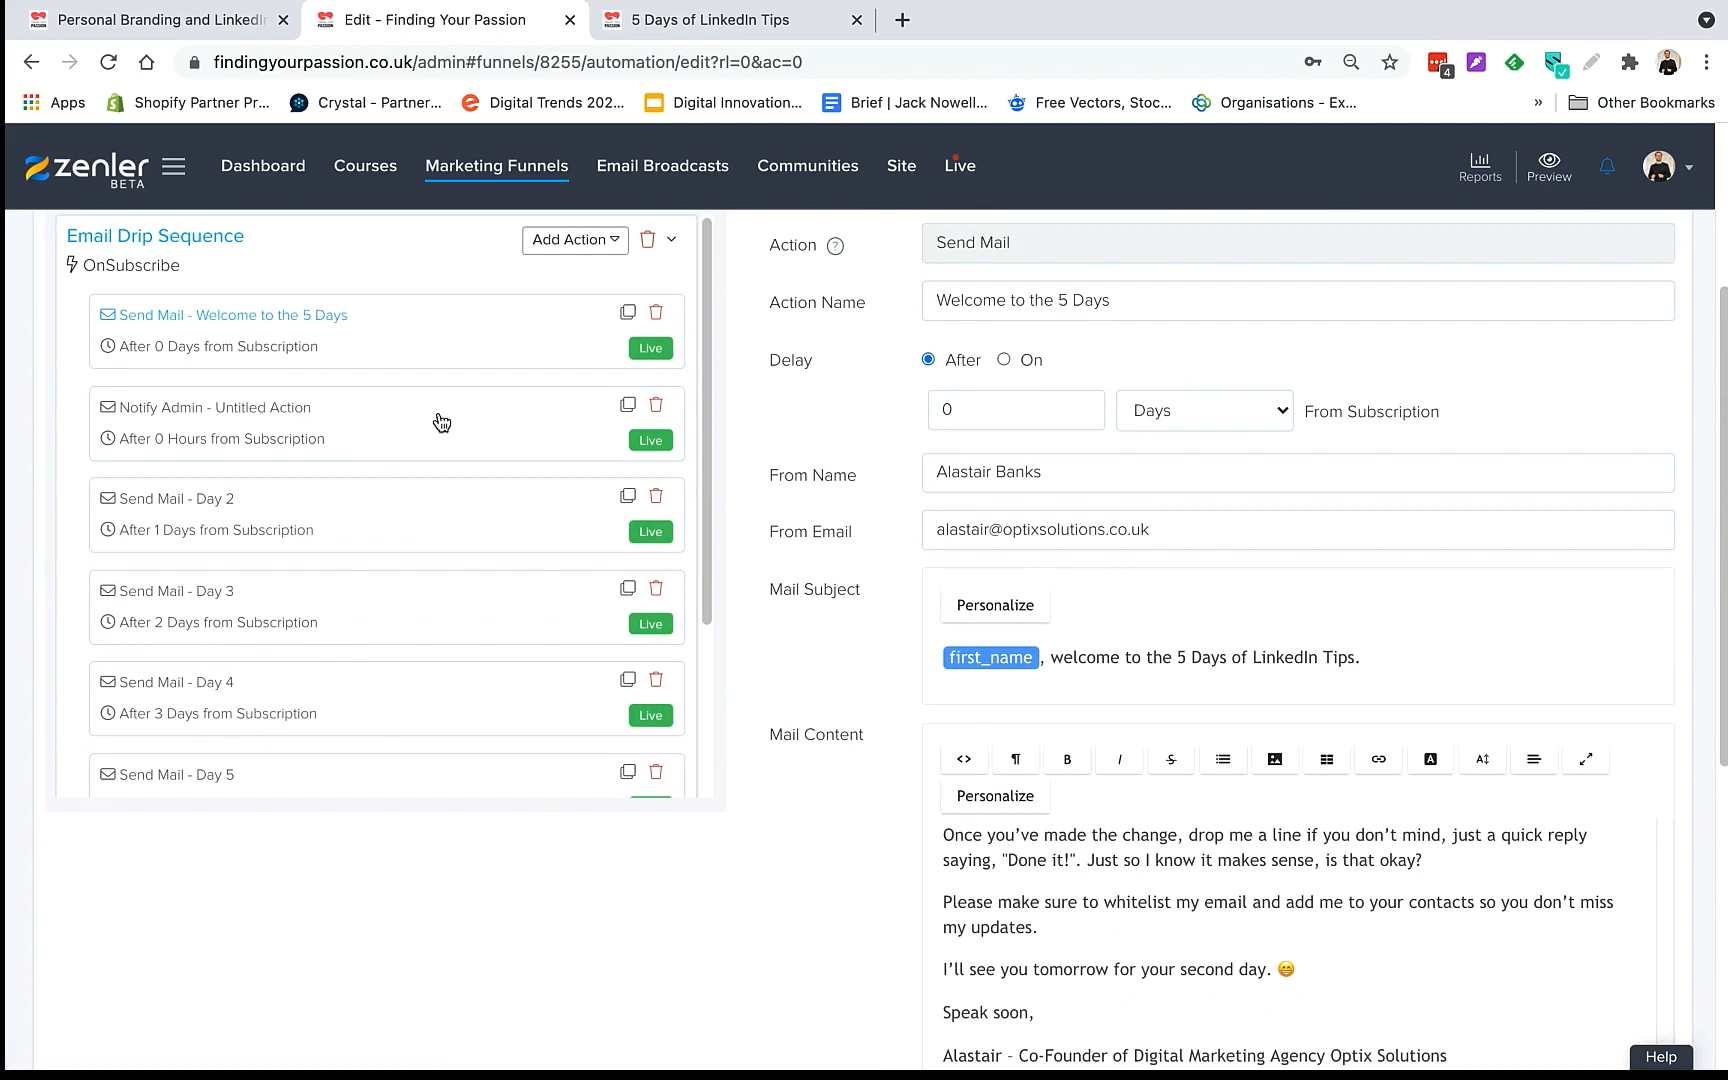 Personal Branding and LinkedIn
Edit - Finding Your Passion
5 Days of LinkedIn Tips
findingyourpassion.co.uk/admin#funnels/8255/automation/edit?rl=0&ac=0
4
Apps
Shopify Partner Pr...
Crystal - Partner...
Digital Trends 202...
Digital Innovation...
Brief | Jack Nowell...
Free Vectors, Stoc...
Organisations - Ex...
»
Other Bookmarks
zenler
BETA
Dashboard
Courses
Marketing Funnels
Email Broadcasts
Communities
Site
Live
Reports
Preview
Email Drip Sequence
Add Action
OnSubscribe
Send Mail - Welcome to the 5 Days
After 0 Days from Subscription
Live
Notify Admin - Untitled Action
After 0 Hours from Subscription
Live
Send Mail - Day 2
After 1 Days from Subscription
Live
Send Mail - Day 3
After 2 Days from Subscription
Live
Send Mail - Day 4
After 3 Days from Subscription
Live
Send Mail - Day 5
Action ?
Send Mail
Action Name
Welcome to the 5 Days
Delay
After
On
0
Days
From Subscription
From Name
Alastair Banks
From Email
alastair@optixsolutions.co.uk
Mail Subject
Personalize
first_name , welcome to the 5 Days of LinkedIn Tips.
Mail Content
Personalize
Once you’ve made the change, drop me a line if you don’t mind, just a quick reply
saying, "Done it!". Just so I know it makes sense, is that okay?
Please make sure to whitelist my email and add me to your contacts so you don’t miss
my updates.
I’ll see you tomorrow for your second day. 😁
Speak soon,
Alastair - Co-Founder of Digital Marketing Agency Optix Solutions
Help